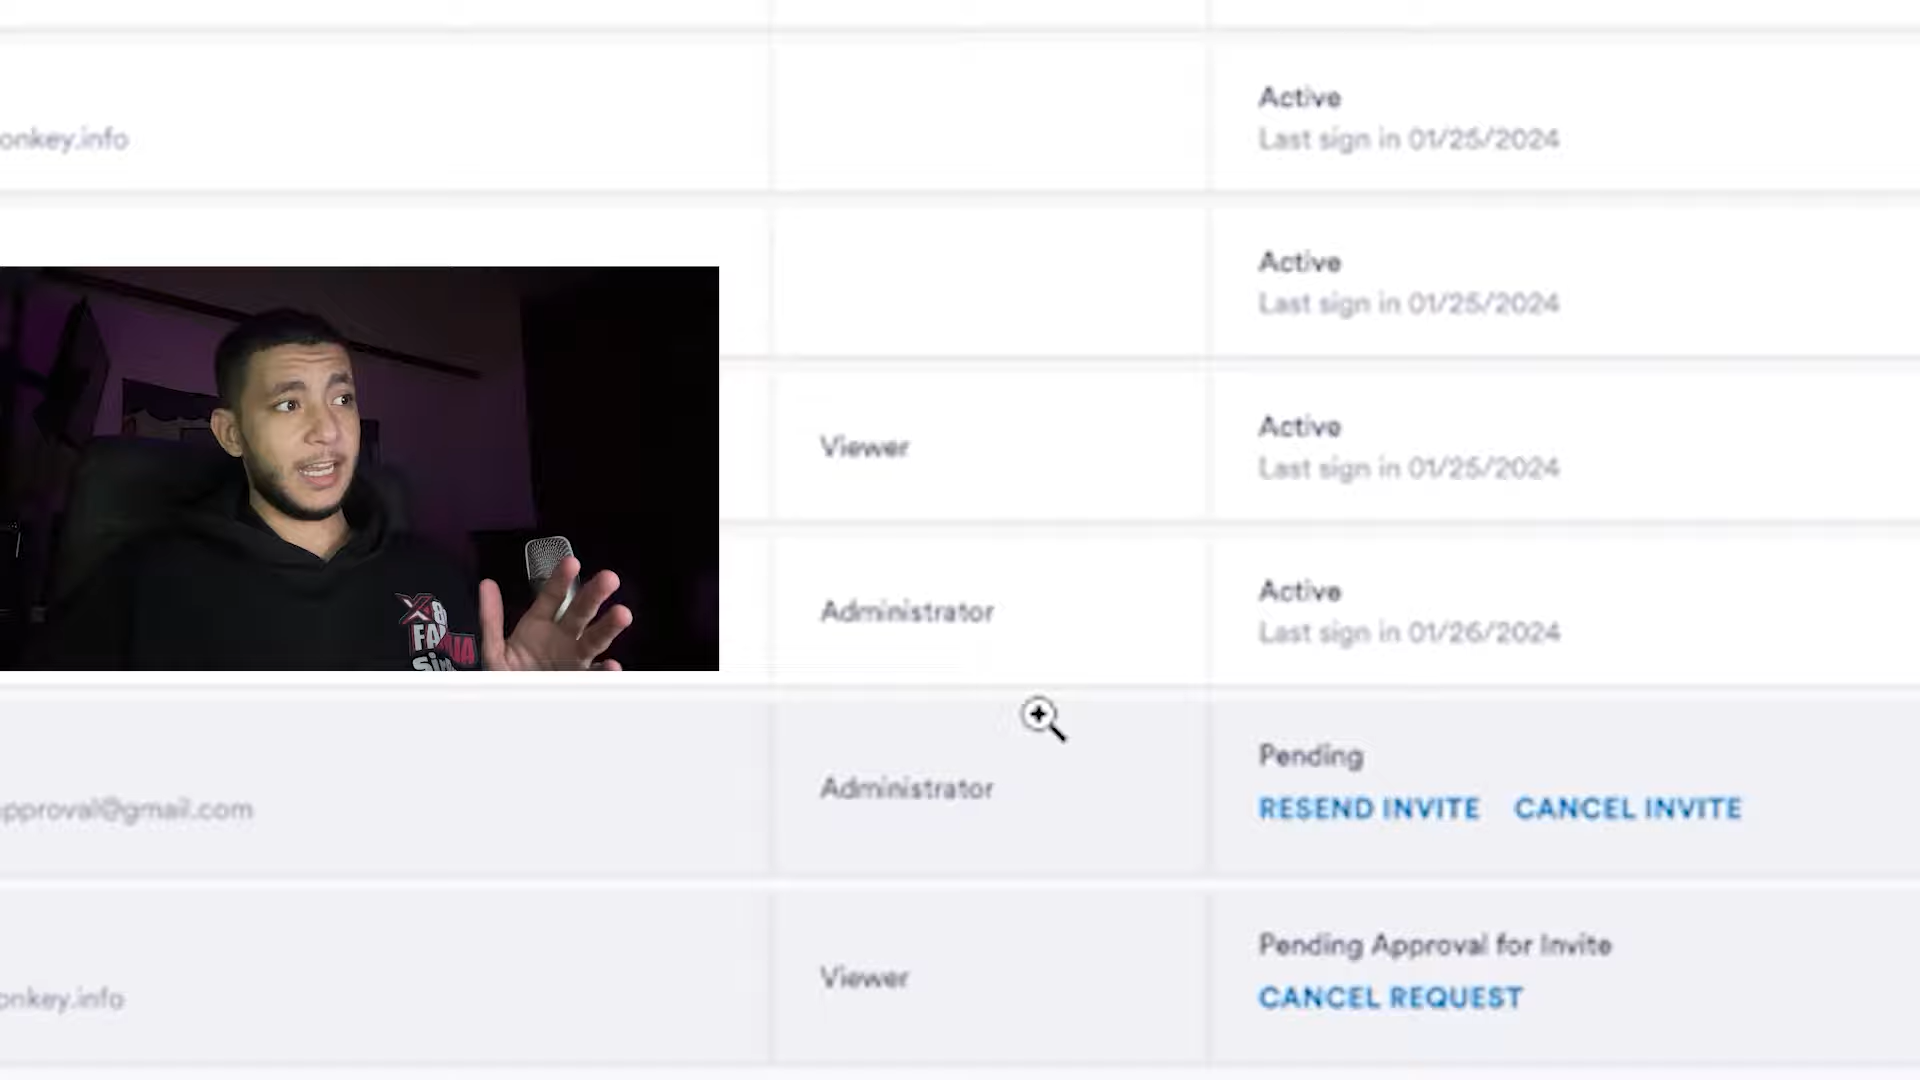 Active
onkey.info
Last sign in 01/25/2024
Active
Last sign in 01/25/2024
Viewer
Active
Last sign in 01/25/2024
Administrator
Active
Last sign in 01/26/2024
X8
FA
Administrator
Pending
pproval@gmail.com
RESEND INVITE CANCEL INVITE
Viewer
Pending Approval for Invite
onkey.info
CANCEL REQUEST